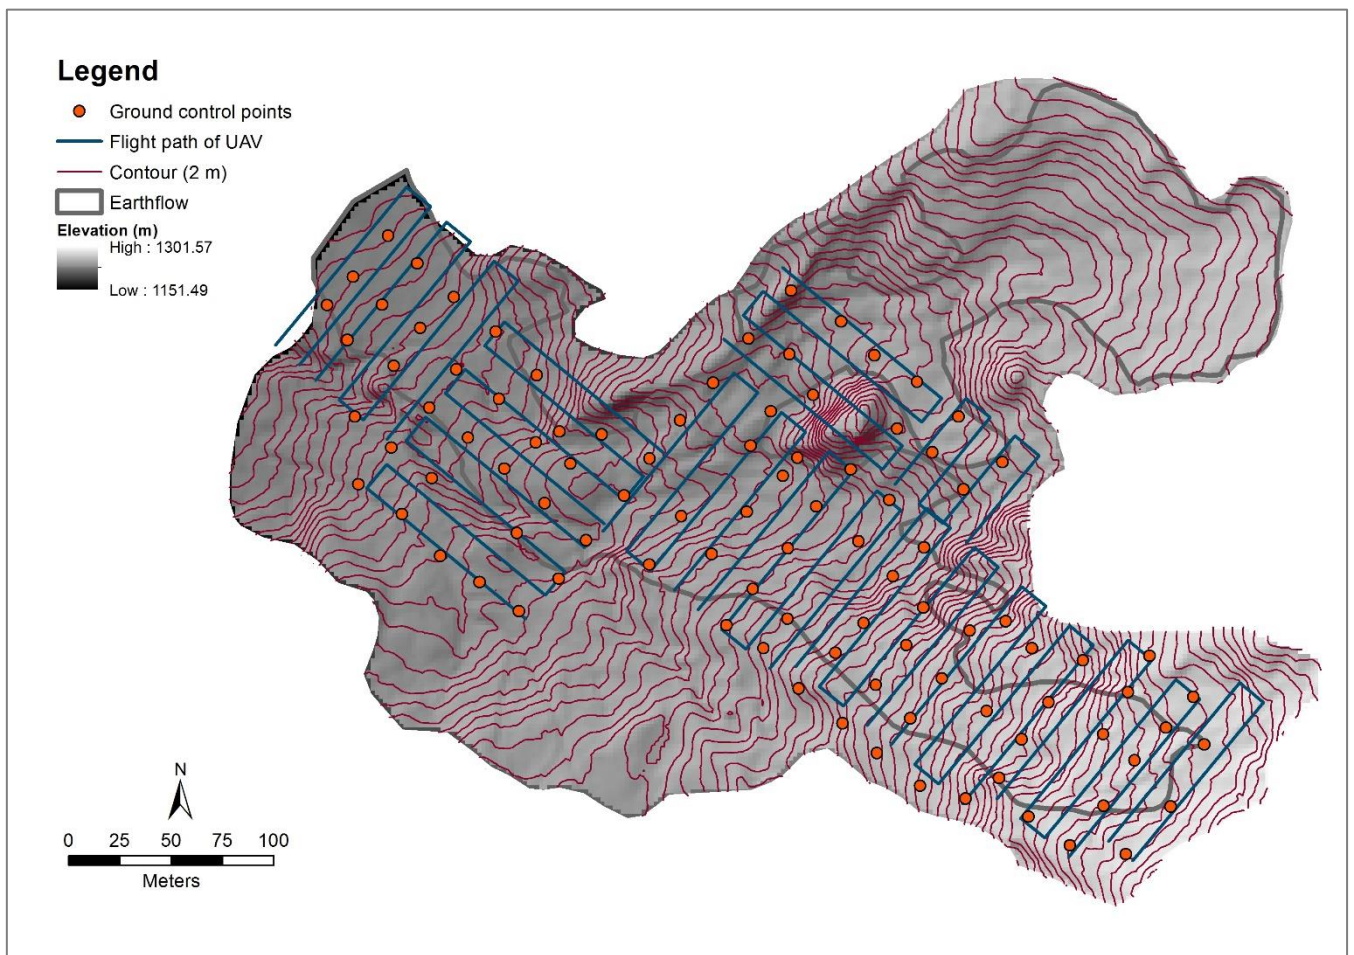 Legend
Ground control points
Flight path of UAV
Contour (2 m)
Earthflow
Elevation (m)
High : 1301.57
Low : 1151.49
N
0 25 50 75 100
Meters